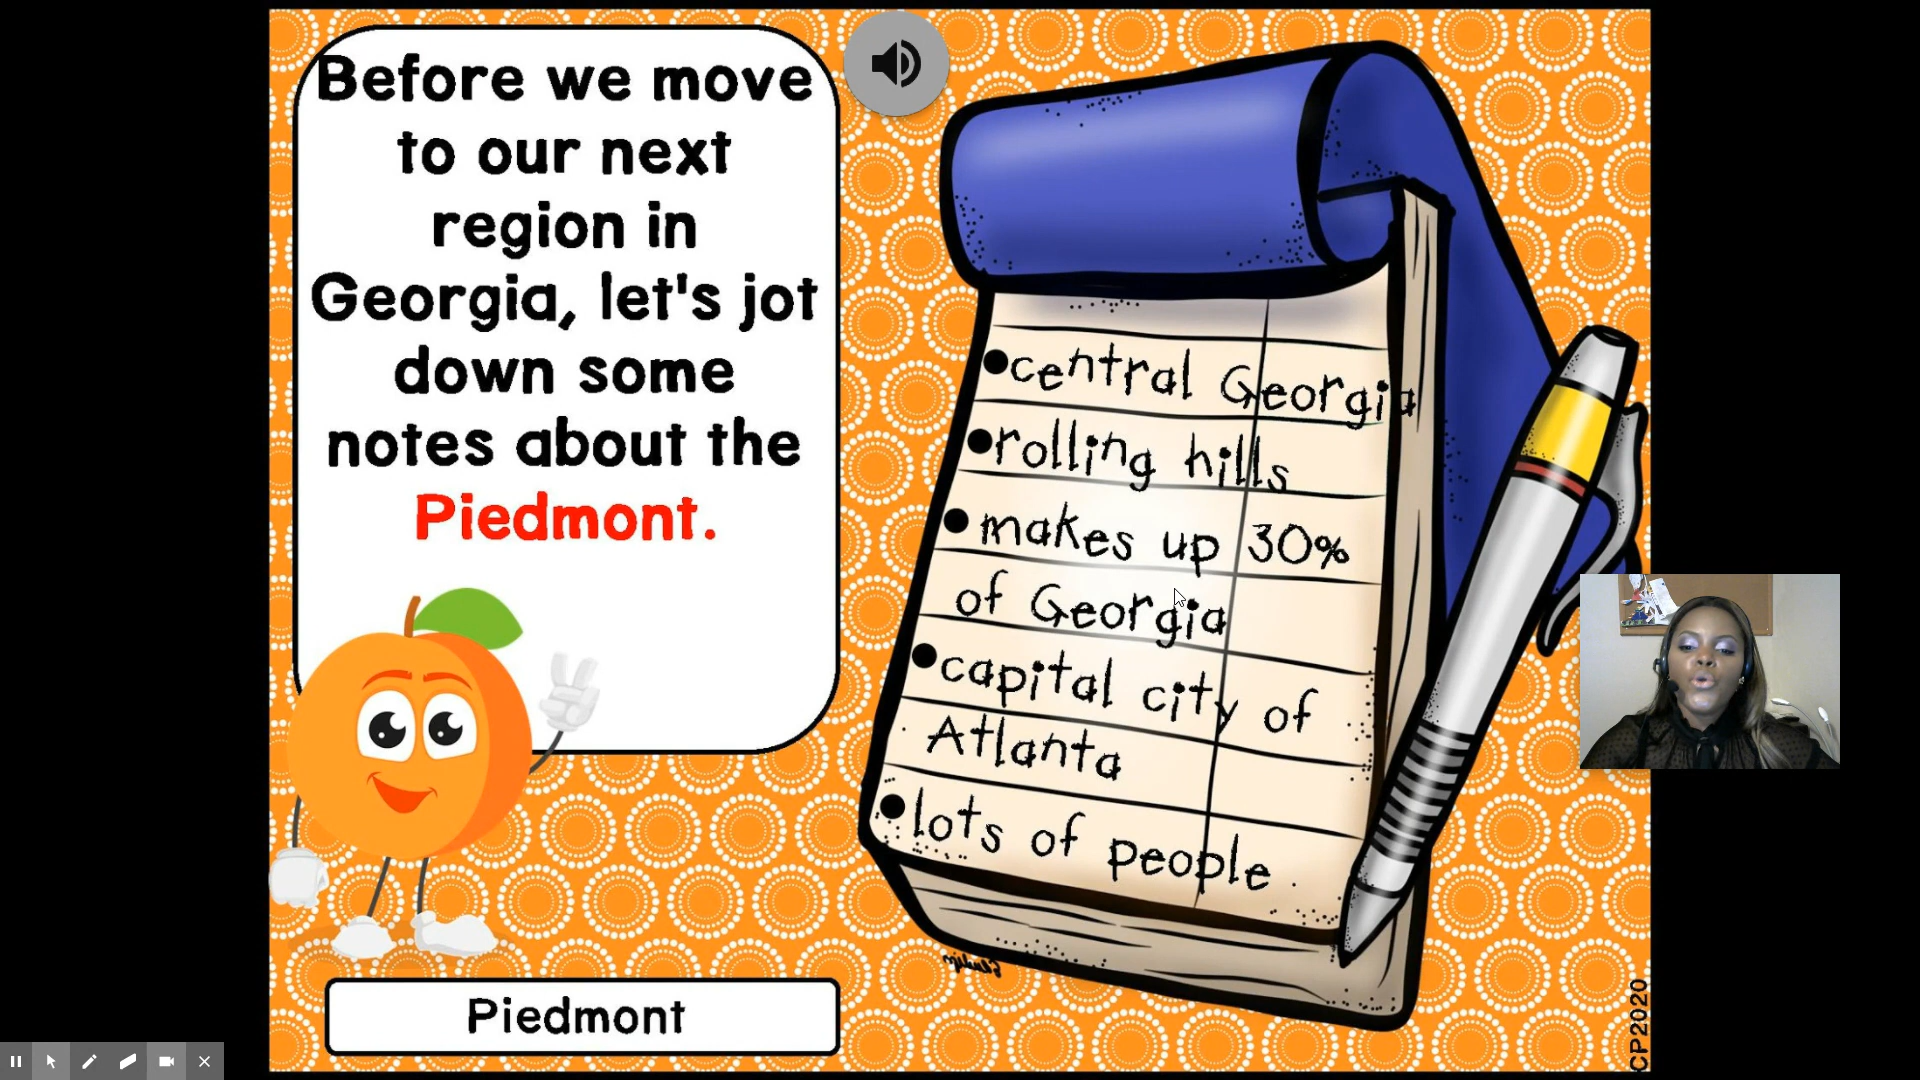 Before we move
to our next
region in
Georgia, let's jot
down some
notes about the
Piedmont.
•central Georgia
•rolling hills
• makes up 30%
of Georgia
•capital city of
Atlanta
•lots of people
Piedmont
CP2020